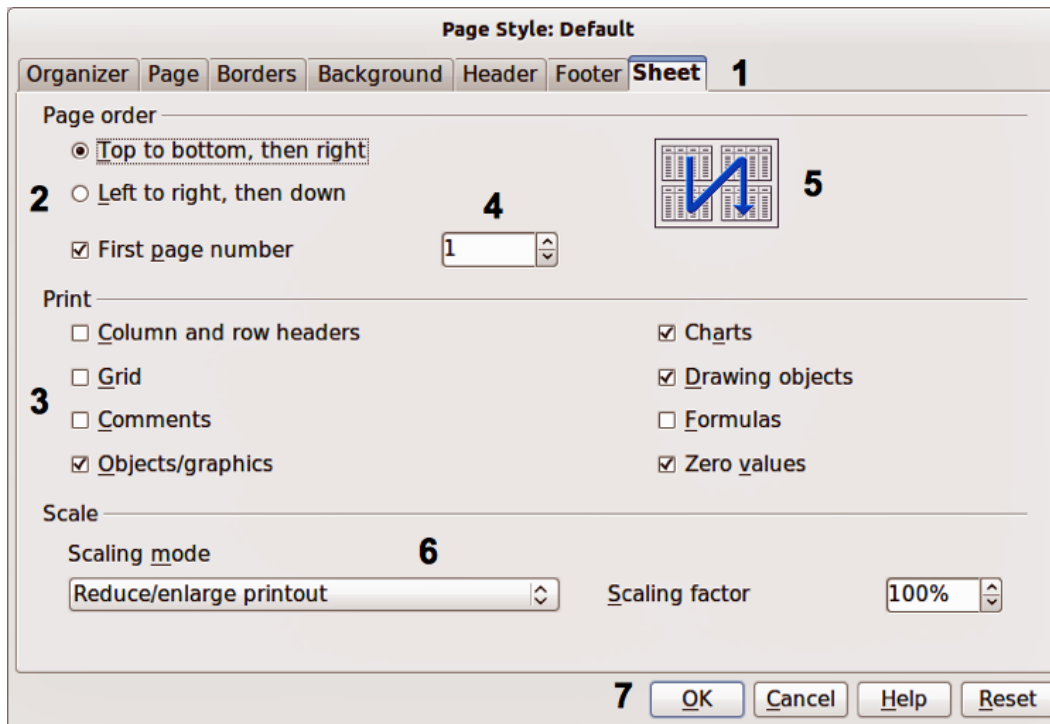 Page Style: Default
Organizer Page Borders Background Header Footer Sheet 1
Page order
Top to bottom, then right
2 Left to right, then down 4 5
First page number 1
Print
Column and row headers Charts
Grid Drawing objects
3
Comments Formulas
Objects/graphics Zero values
Scale
Scaling mode 6
Reduce/enlarge printout Scaling factor 100%
7 OK Cancel Help Reset